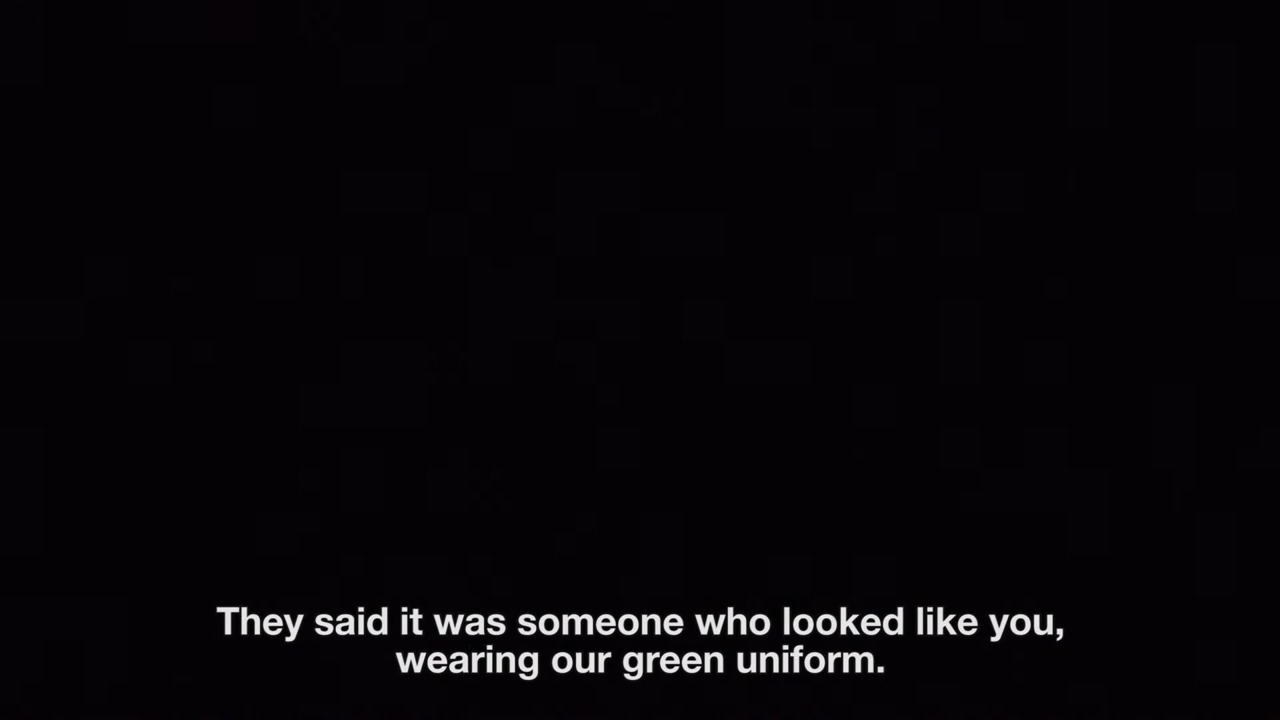 They said it was someone who looked like you,
wearing our green uniform.